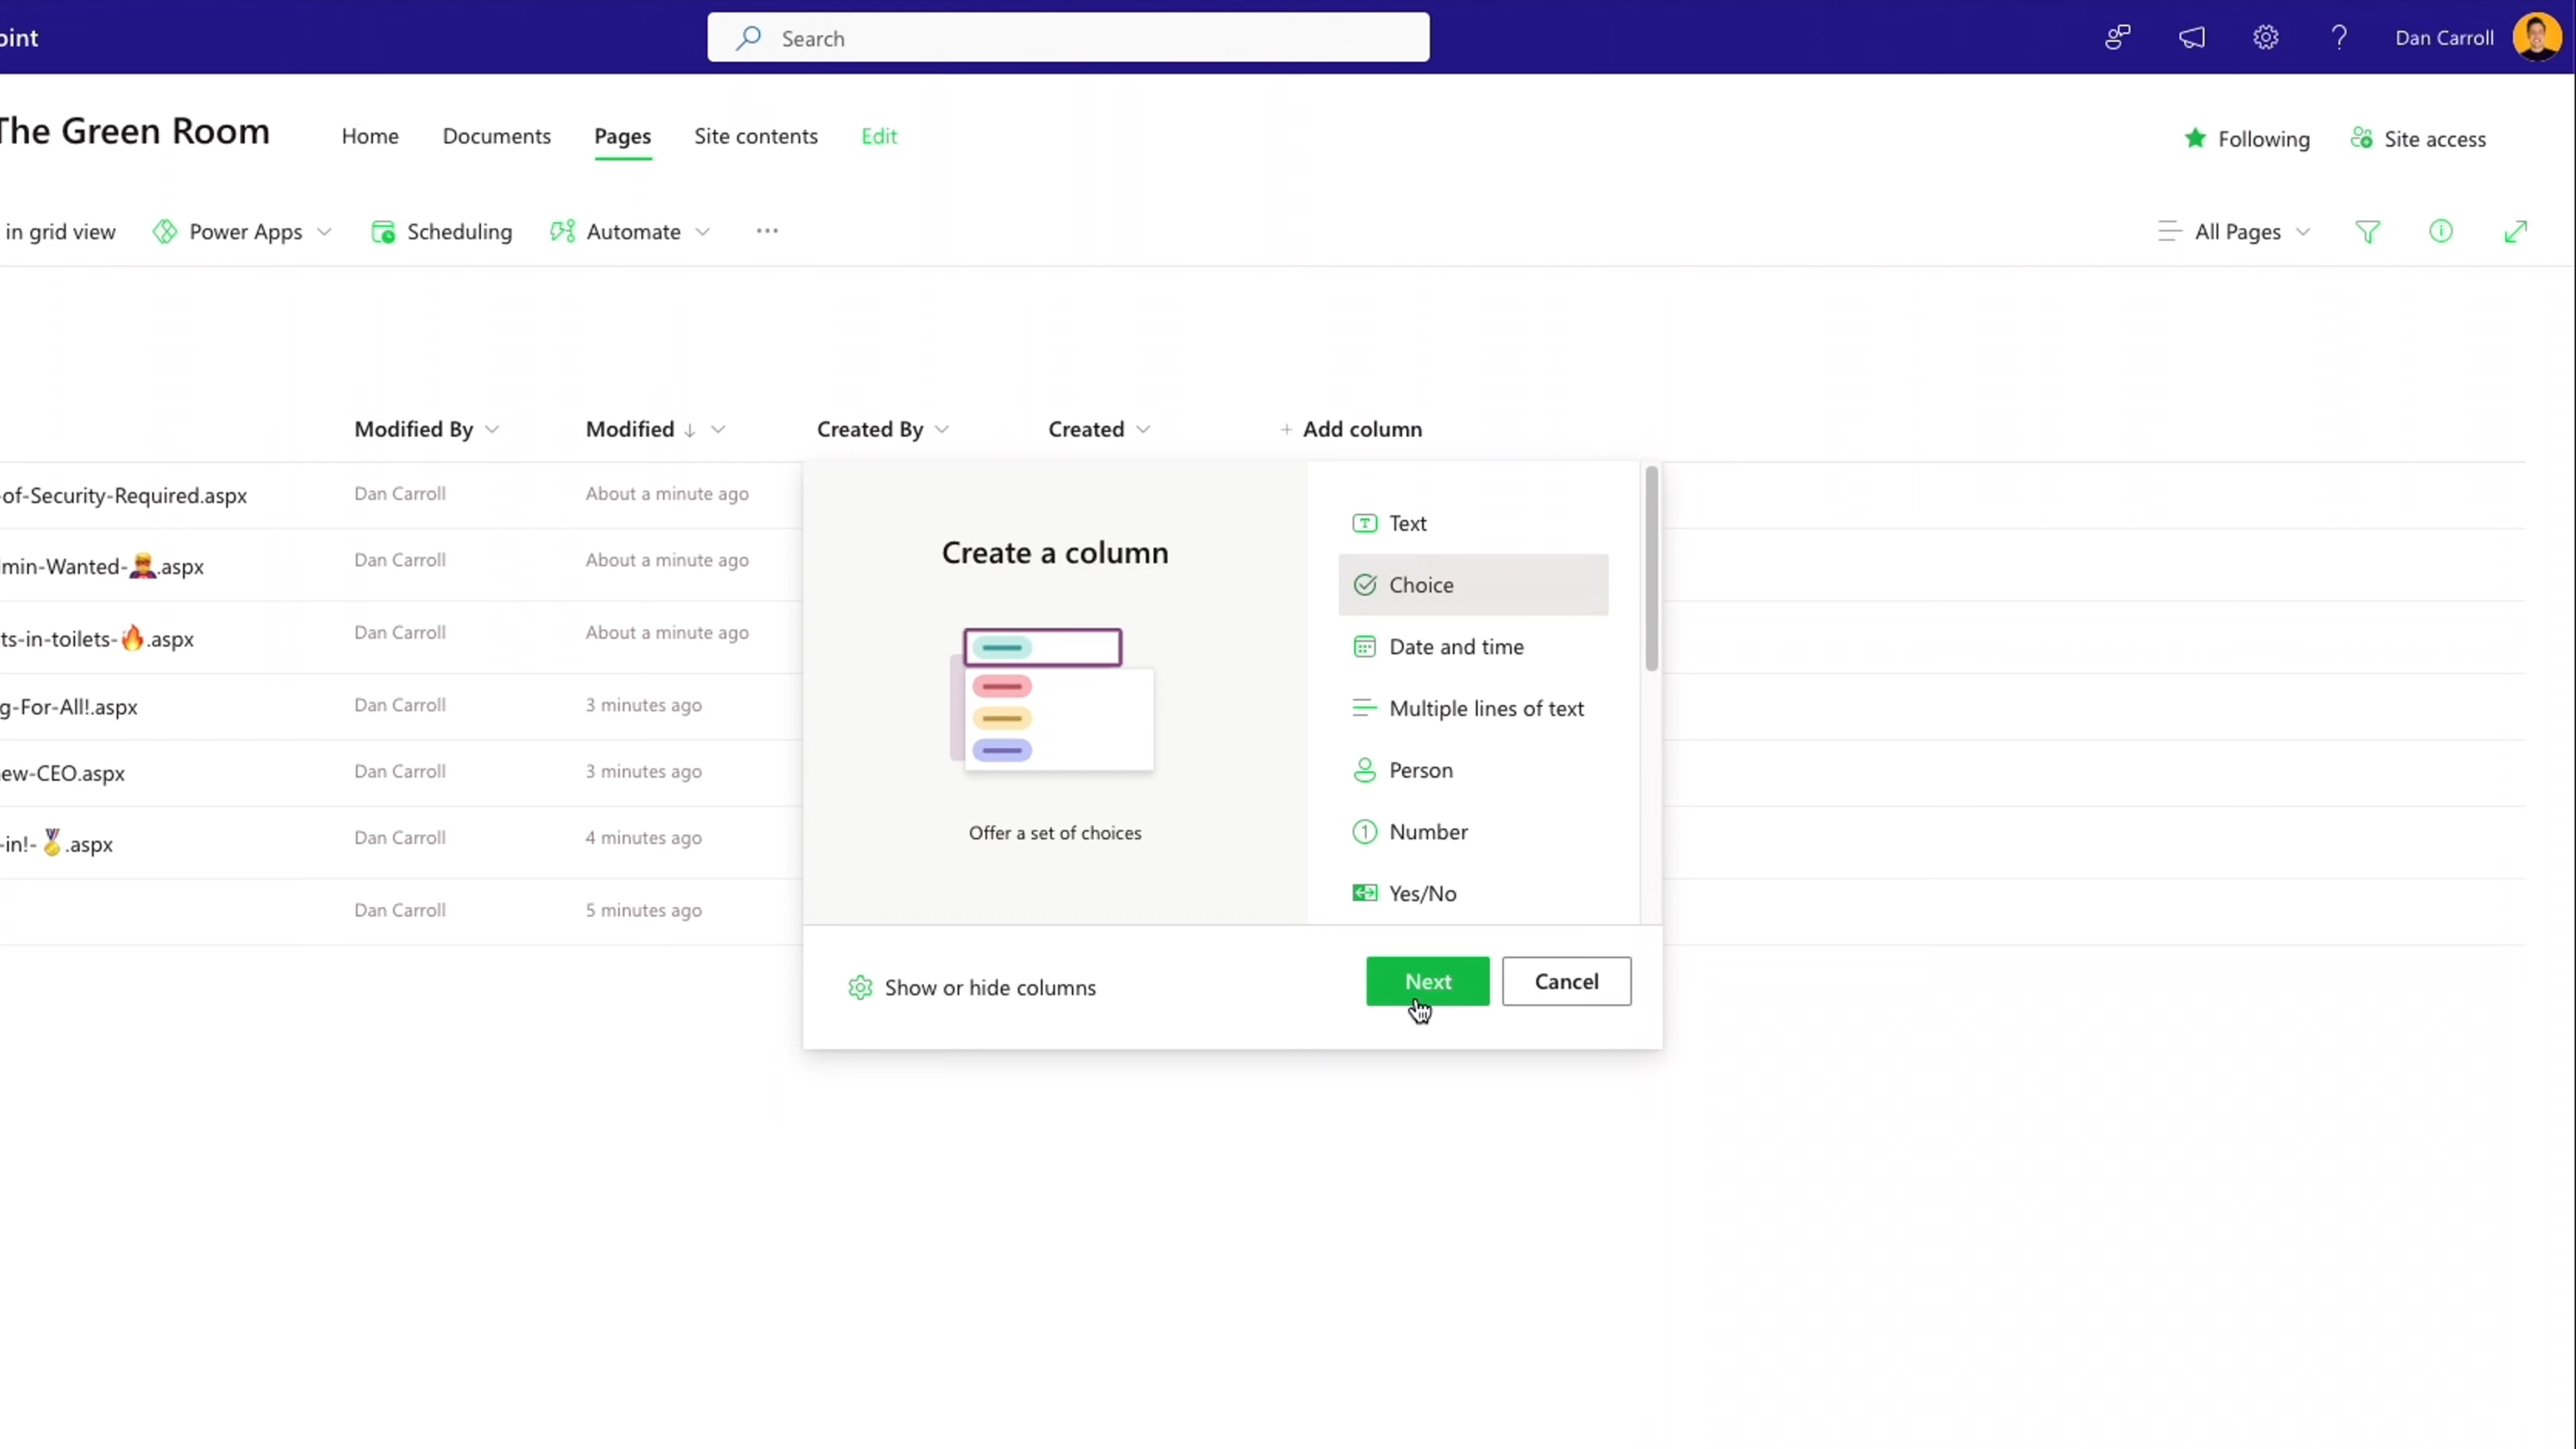 oint
Search
Dan Carroll
The Green Room
Home
Documents
Pages
Site contents
Edit
Following
Site access
in grid view
Power Apps
Scheduling
Automate
All Pages
Modified By
Modified
Created By
Created
+ Add column
-of-Security-Required.aspx
Dan Carroll
About a minute ago
min-Wanted-🦸.aspx
Dan Carroll
About a minute ago
ts-in-toilets-🔥.aspx
Dan Carroll
About a minute ago
g-For-All!.aspx
Dan Carroll
3 minutes ago
ew-CEO.aspx
Dan Carroll
3 minutes ago
-in!-🏅.aspx
Dan Carroll
4 minutes ago
Dan Carroll
5 minutes ago
Create a column
Offer a set of choices
Text
Choice
Date and time
Multiple lines of text
Person
Number
Yes/No
Show or hide columns
Next
Cancel